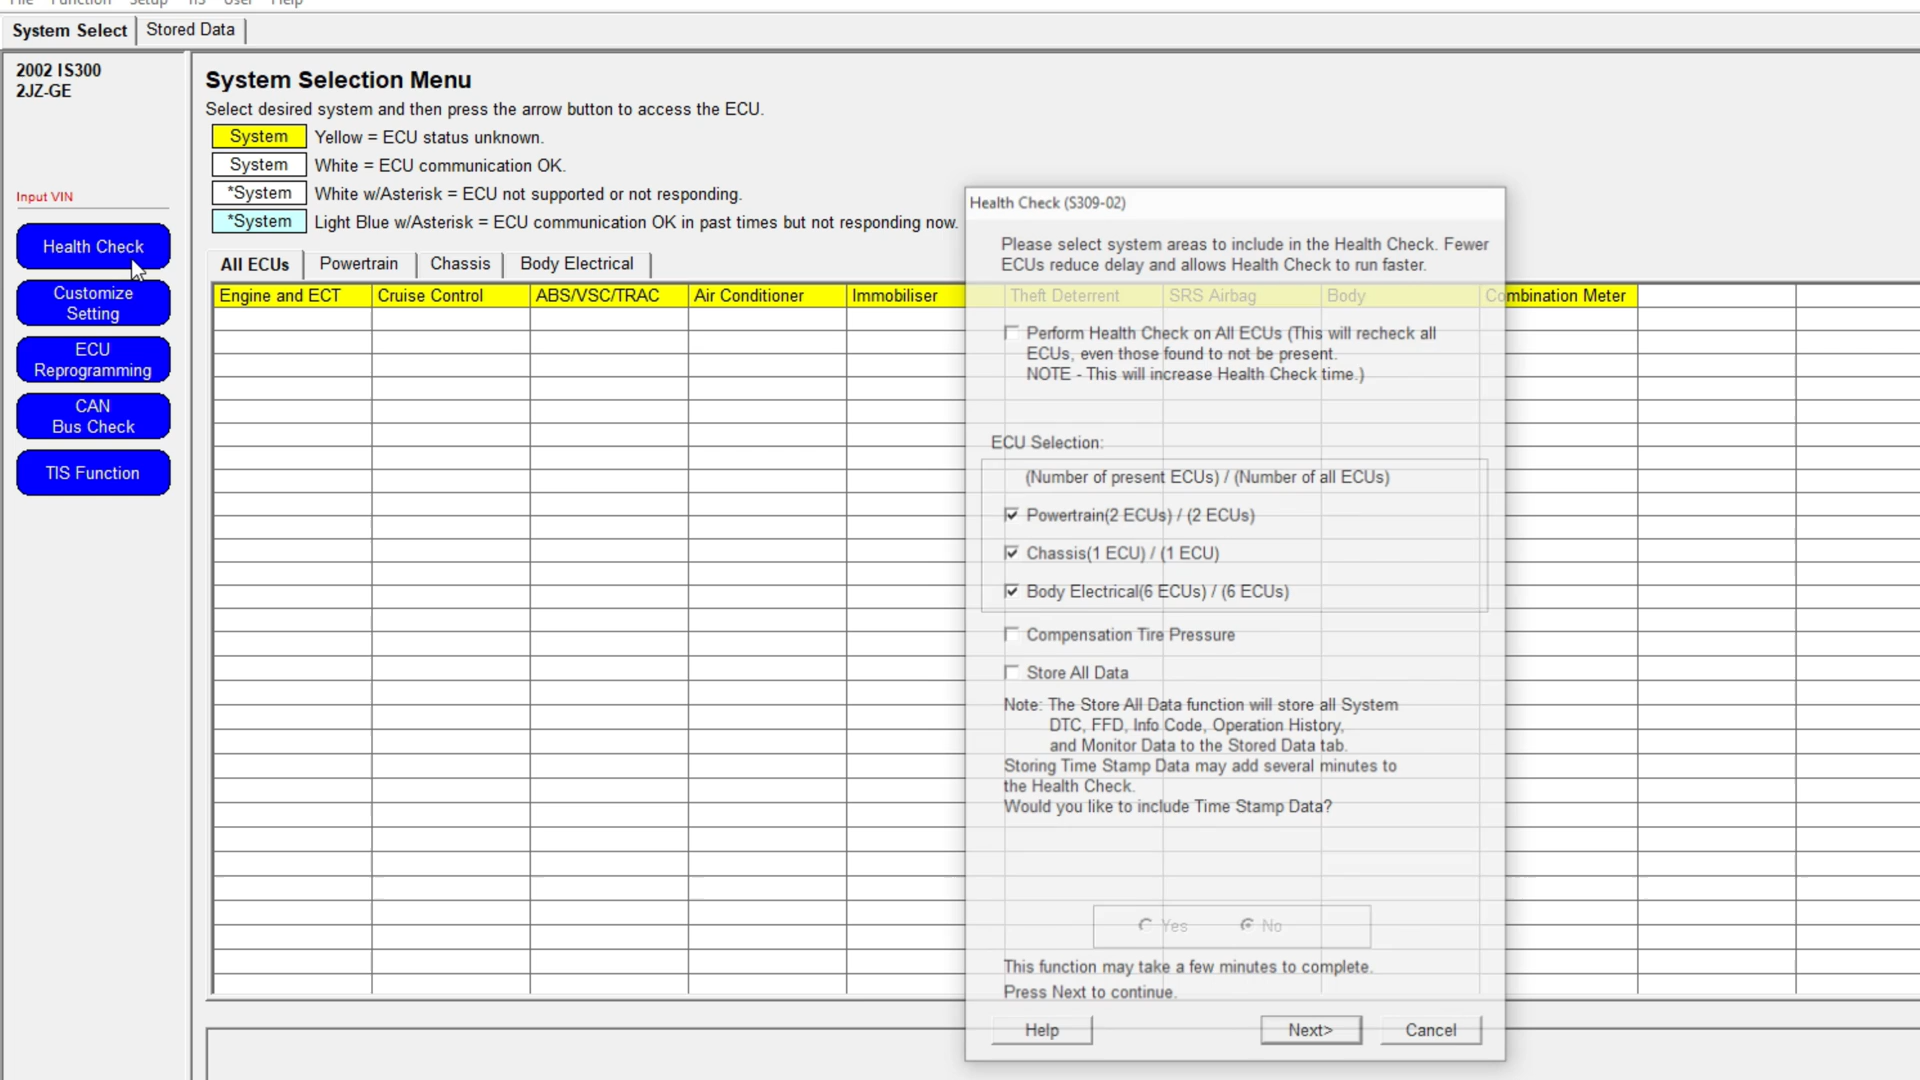 File Function Setup TIS User Help
System Select
Stored Data
2002 IS300
2JZ-GE
Input VIN
Health Check
Customize
Setting
ECU
Reprogramming
CAN
Bus Check
TIS Function
System Selection Menu
Select desired system and then press the arrow button to access the ECU.
System Yellow = ECU status unknown.
System White = ECU communication OK.
*System White w/Asterisk = ECU not supported or not responding.
*System Light Blue w/Asterisk = ECU communication OK in past times but not responding now.
All ECUs Powertrain Chassis Body Electrical
Engine and ECT Cruise Control ABS/VSC/TRAC Air Conditioner Immobiliser Theft Deterrent SRS Airbag Body Combination Meter
Health Check (S309-02)
Please select system areas to include in the Health Check. Fewer
ECUs reduce delay and allows Health Check to run faster.
Perform Health Check on All ECUs (This will recheck all
ECUs, even those found to not be present.
NOTE - This will increase Health Check time.)
ECU Selection:
(Number of present ECUs) / (Number of all ECUs)
Powertrain(2 ECUs) / (2 ECUs)
Chassis(1 ECU) / (1 ECU)
Body Electrical(6 ECUs) / (6 ECUs)
Compensation Tire Pressure
Store All Data
Note: The Store All Data function will store all System
DTC, FFD, Info Code, Operation History,
and Monitor Data to the Stored Data tab.
Storing Time Stamp Data may add several minutes to
the Health Check.
Would you like to include Time Stamp Data?
Yes No
This function may take a few minutes to complete.
Press Next to continue.
Help Next> Cancel